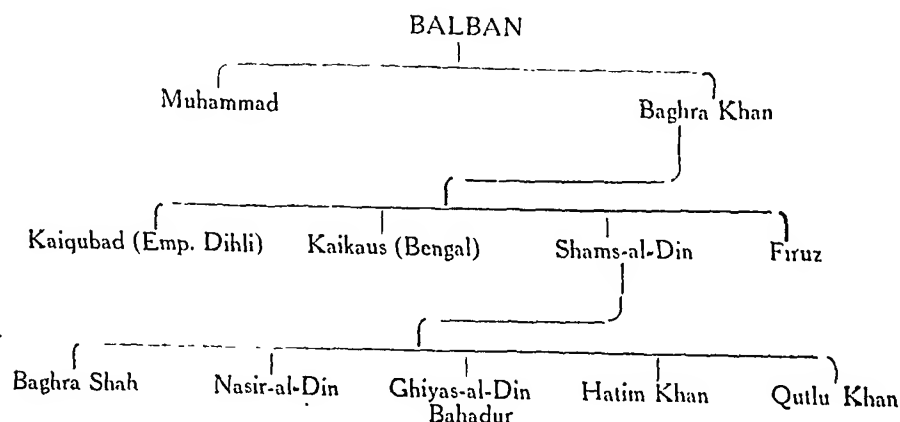 BALBAN
Muhammad Baghra Khan
Kaiqubad (Emp. Dihli) Kaikaus (Bengal) Shams-al-Din Firuz
Baghra Shah Nasir-al-Din Ghiyas-al-Din Hatim Khan Qutlu Khan
Bahadur